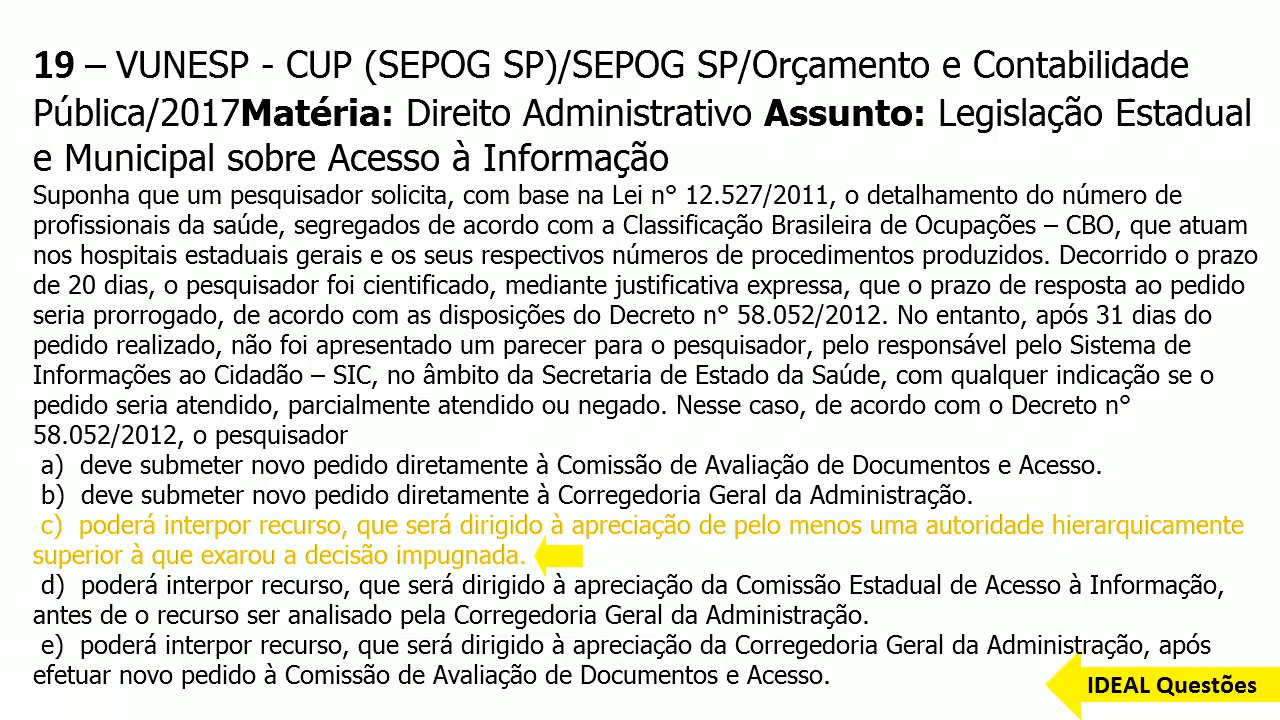 19 – VUNESP - CUP (SEPOG SP)/SEPOG SP/Orçamento e Contabilidade
Pública/2017Matéria: Direito Administrativo Assunto: Legislação Estadual
e Municipal sobre Acesso à Informação
Suponha que um pesquisador solicita, com base na Lei n° 12.527/2011, o detalhamento do número de
profissionais da saúde, segregados de acordo com a Classificação Brasileira de Ocupações – CBO, que atuam
nos hospitais estaduais gerais e os seus respectivos números de procedimentos produzidos. Decorrido o prazo
de 20 dias, o pesquisador foi cientificado, mediante justificativa expressa, que o prazo de resposta ao pedido
seria prorrogado, de acordo com as disposições do Decreto n° 58.052/2012. No entanto, após 31 dias do
pedido realizado, não foi apresentado um parecer para o pesquisador, pelo responsável pelo Sistema de
Informações ao Cidadão – SIC, no âmbito da Secretaria de Estado da Saúde, com qualquer indicação se o
pedido seria atendido, parcialmente atendido ou negado. Nesse caso, de acordo com o Decreto n°
58.052/2012, o pesquisador
a) deve submeter novo pedido diretamente à Comissão de Avaliação de Documentos e Acesso.
b) deve submeter novo pedido diretamente à Corregedoria Geral da Administração.
c) poderá interpor recurso, que será dirigido à apreciação de pelo menos uma autoridade hierarquicamente
superior à que exarou a decisão impugnada.
d) poderá interpor recurso, que será dirigido à apreciação da Comissão Estadual de Acesso à Informação,
antes de o recurso ser analisado pela Corregedoria Geral da Administração.
e) poderá interpor recurso, que será dirigido à apreciação da Corregedoria Geral da Administração, após
efetuar novo pedido à Comissão de Avaliação de Documentos e Acesso.
IDEAL Questões